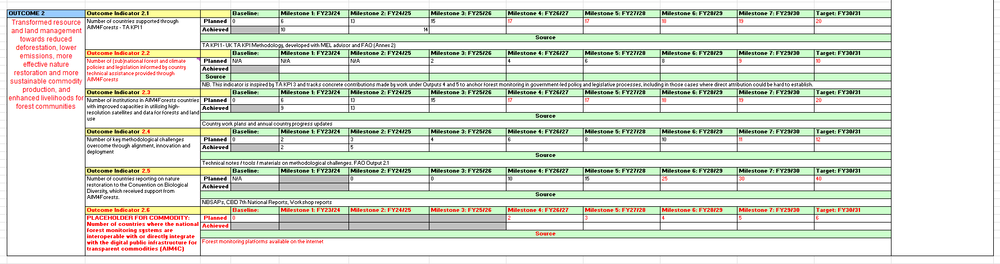 OUTCOME 2
Transformed resource
and land management
towards reduced
deforestation, lower
emissions, more
effective nature
restoration and more
sustainable commodity
production, and
enhanced livelihoods for
forest communities
Outcome Indicator 2.1 Baseline: Milestone 1: FY23/24 Milestone 2: FY24/25 Milestone 3: FY25/26 Milestone 4: FY26/27 Milestone 5: FY27/28 Milestone 6: FY28/29 Milestone 7: FY29/30 Target: FY30/31
Number of countries supported through
AIM4Forests - TA KPI 1
Planned 0 6 13 15 17 17 18 19 20
Achieved 10 14
Source
TA KPI 1 - UK TA KPI Methodology, developed with MEL advisor and FAO (Annex 2)
Outcome Indicator 2.2 Baseline: Milestone 1: FY23/24 Milestone 2: FY24/25 Milestone 3: FY25/26 Milestone 4: FY26/27 Milestone 5: FY27/28 Milestone 6: FY28/29 Milestone 7: FY29/30 Target: FY30/31
Number of (sub)national forest and climate
policies and legislation informed by country
technical assistance provided through
AIM4Forests
Planned N/A N/A N/A 2 4 6 8 9 10
Achieved
Source
NB. This indicator is inspired by TA KPI 3 and tracks concrete contributions made by work under Outputs 4 and 5 to anchor forest monitoring in government-led policy and legislative processes, including in those cases where direct attribution could be hard to establish.
Outcome Indicator 2.3 Baseline: Milestone 1: FY23/24 Milestone 2: FY24/25 Milestone 3: FY25/26 Milestone 4: FY26/27 Milestone 5: FY27/28 Milestone 6: FY28/29 Milestone 7: FY29/30 Target: FY30/31
Number of institutions in AIM4Forests countries
with improved capacities in utilising high-
resolution satellites and data for forests and land
use
Planned 0 6 13 15 17 17 18 19 20
Achieved 9 13
Source
Country work plans and annual country progress updates
Outcome Indicator 2.4 Baseline: Milestone 1: FY23/24 Milestone 2: FY24/25 Milestone 3: FY25/26 Milestone 4: FY26/27 Milestone 5: FY27/28 Milestone 6: FY28/29 Milestone 7: FY29/30 Target: FY30/31
Number of key methodological challenges
overcome through alignment, innovation and
deployment
Planned 0 2 3 4 6 8 10 11 12
Achieved 2 5
Source
Technical notes / tools / materials on methodological challenges. FAO Output 2.1
Outcome Indicator 2.5 Baseline: Milestone 1: FY23/24 Milestone 2: FY24/25 Milestone 3: FY25/26 Milestone 4: FY26/27 Milestone 5: FY27/28 Milestone 6: FY28/29 Milestone 7: FY29/30 Target: FY30/31
Number of countries reporting on nature
restoration to the Convention on Biological
Diversity, which received support from
AIM4Forests.
Planned N/A 0 0 10 15 25 30 40
Achieved
Source
NBSAPs, CBD 7th National Reports, Workshop reports
Outcome Indicator 2.6 Baseline: Milestone 1: FY23/24 Milestone 2: FY24/25 Milestone 3: FY25/26 Milestone 4: FY26/27 Milestone 5: FY27/28 Milestone 6: FY28/29 Milestone 7: FY29/30 Target: FY30/31
PLACEHOLDER FOR COMMODITY:
Number of countries where the national
forest monitoring systems are
interoperable with or directly integrate
with the digital public infrastructure for
transparent commodities (AIM4C)
Planned 0 2 3 4 5 6
Achieved
Source
Forest monitoring platforms available on the internet